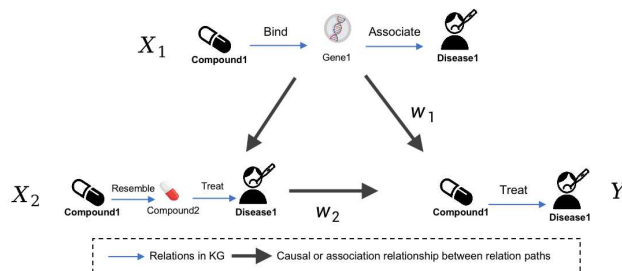 X1
Bind
Associate
Compound1
Gene1
Disease1
w1
X2
Resemble
Treat
Compound1
Compound2
Disease1
w2
Treat
Compound1
Disease1
Y
Relations in KG
Causal or association relationship between relation paths